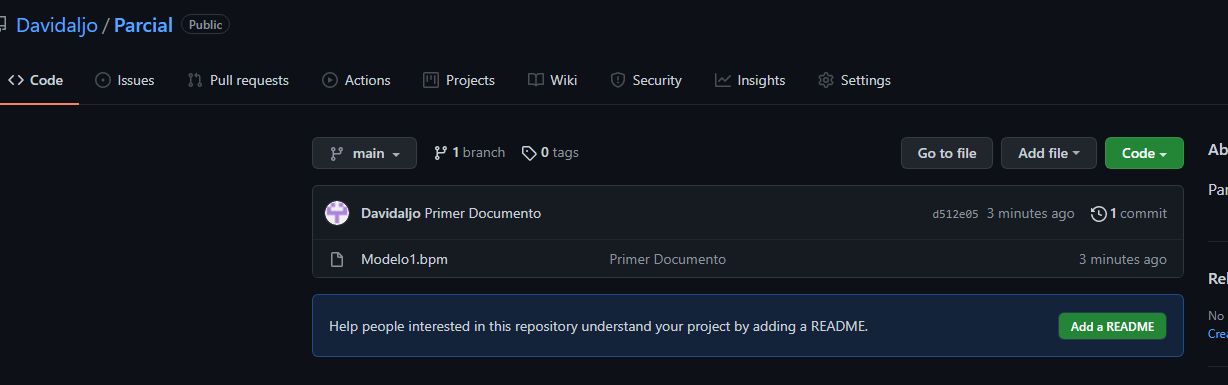 Davidaljo / Parcial Public
Code Issues Pull requests Actions Projects Wiki Security Insights Settings
main 1 branch 0 tags Go to file Add file Code
Davidaljo Primer Documento d512e05 3 minutes ago 1 commit
Modelo1.bpm Primer Documento 3 minutes ago
Help people interested in this repository understand your project by adding a README. Add a README
Ab
Par
Rel
No
Crea